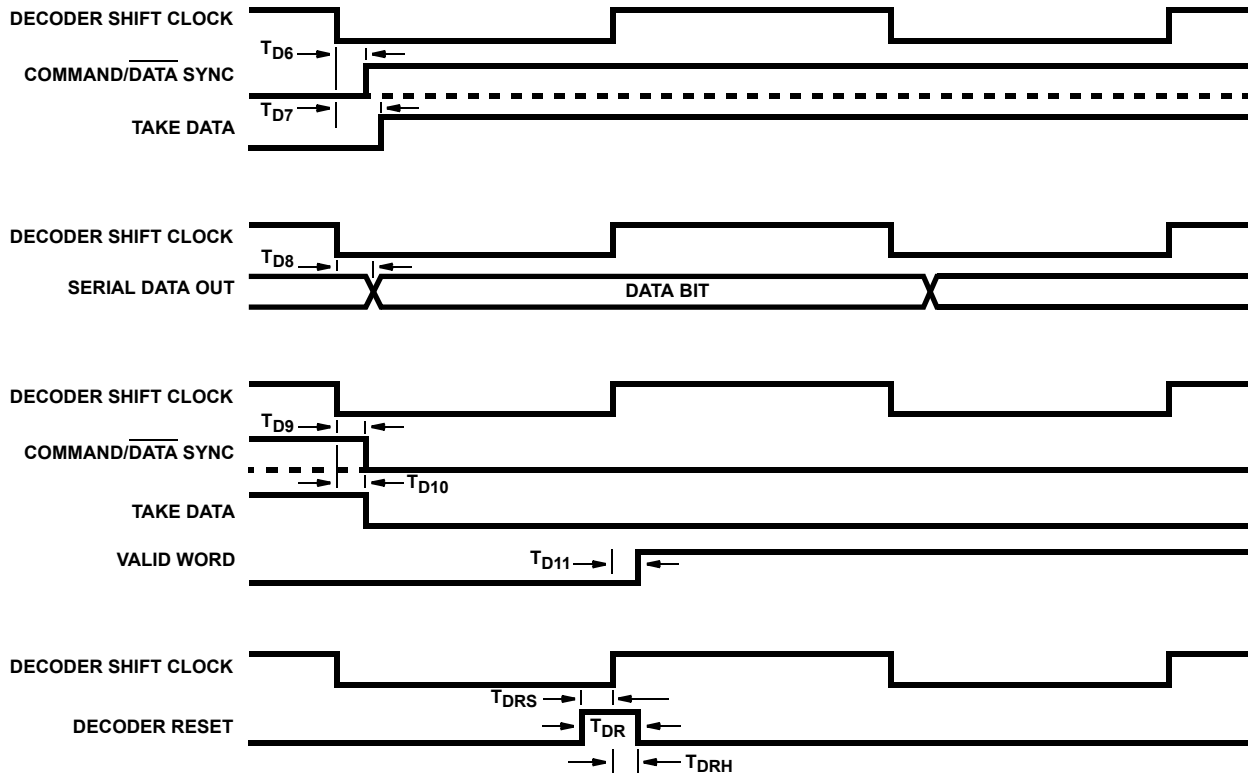 DECODER SHIFT CLOCK
TD6
COMMAND/DATA SYNC
TD7
TAKE DATA
DECODER SHIFT CLOCK
TD8
SERIAL DATA OUT
DATA BIT
DECODER SHIFT CLOCK
TD9
COMMAND/DATA SYNC
TD10
TAKE DATA
VALID WORD
TD11
DECODER SHIFT CLOCK
TDRS
DECODER RESET
TDR
TDRH